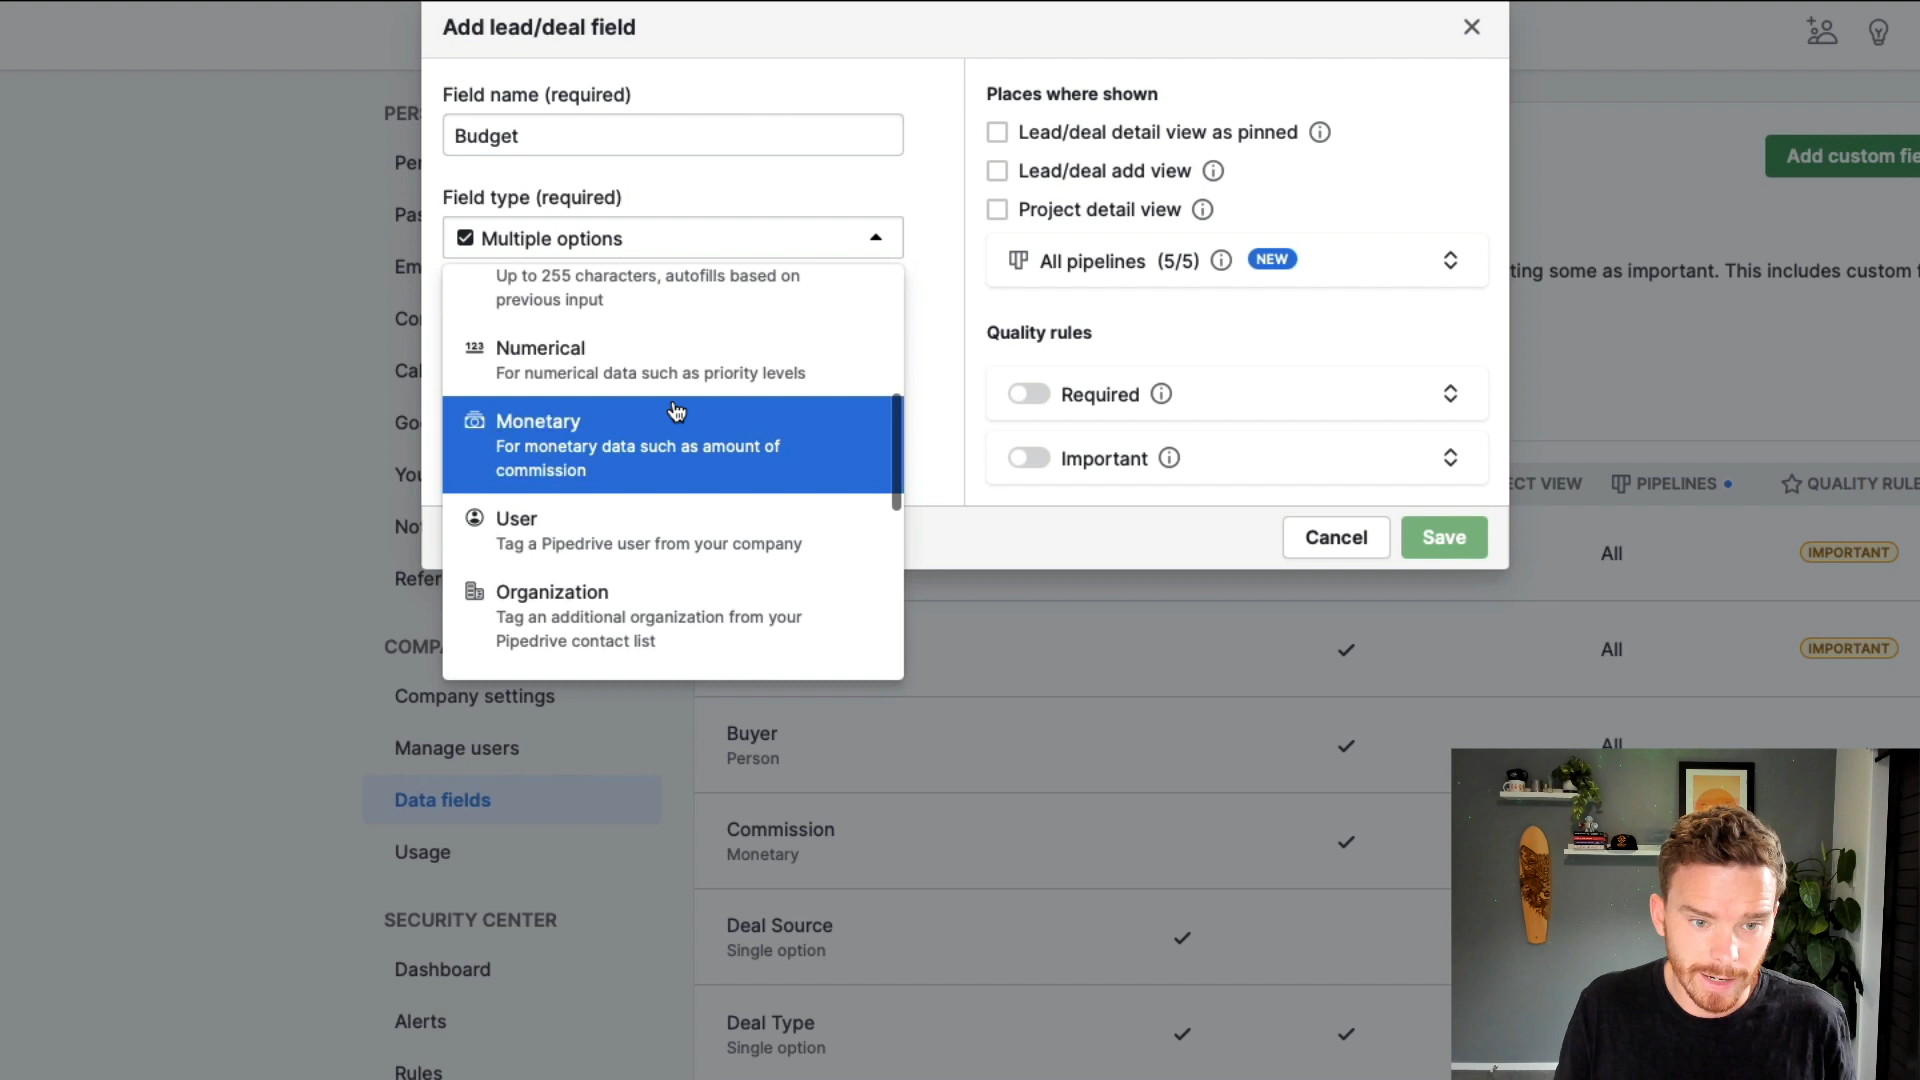 Add lead/deal field
Field name (required)
Budget
Field type (required)
Multiple options
Up to 255 characters, autofills based on
previous input
123 Numerical
For numerical data such as priority levels
Monetary
For monetary data such as amount of
commission
User
Tag a Pipedrive user from your company
Organization
Tag an additional organization from your
Pipedrive contact list
Places where shown
Lead/deal detail view as pinned
Lead/deal add view
Project detail view
All pipelines (5/5) NEW
Quality rules
Required
Important
Cancel
Save
Add custom fie
ting some as important. This includes custom f
CT VIEW
PIPELINES
QUALITY RULE
All
IMPORTANT
All
IMPORTANT
Buyer
Person
All
Commission
Monetary
Deal Source
Single option
Deal Type
Single option
PER
Per
Pas
Em
Co
Cal
Go
You
No
Refer
COMPA
Company settings
Manage users
Data fields
Usage
SECURITY CENTER
Dashboard
Alerts
Rules